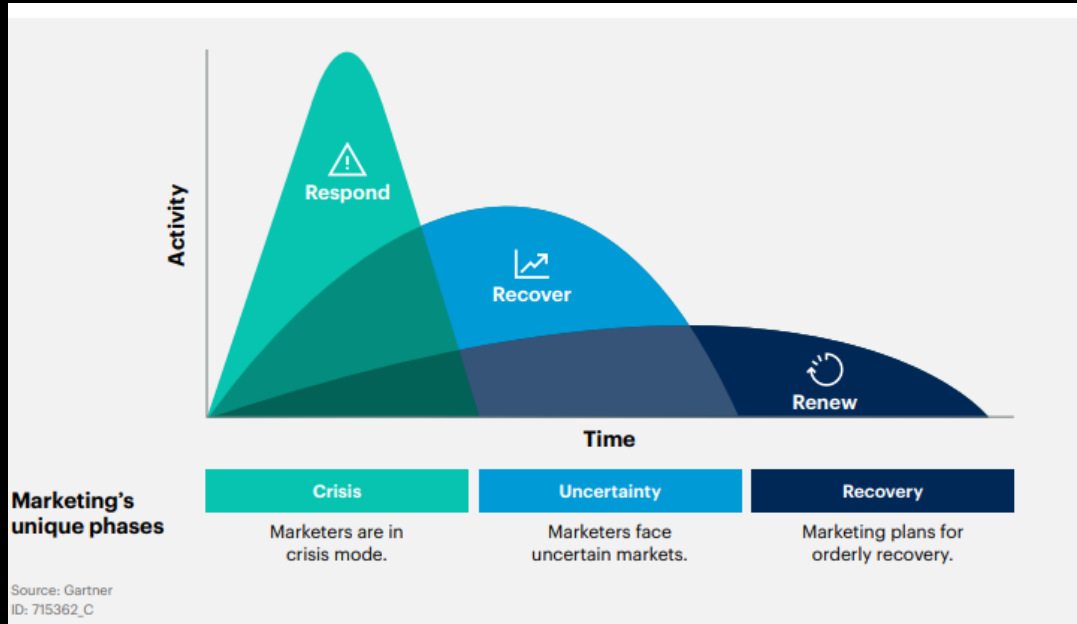 Respond
Activity
Recover
Renew
Time
Marketing's
unique phases
Crisis
Marketers are in
crisis mode.
Uncertainty
Marketers face
uncertain markets.
Recovery
Marketing plans for
orderly recovery.
Source: Gartner
ID: 715362_C